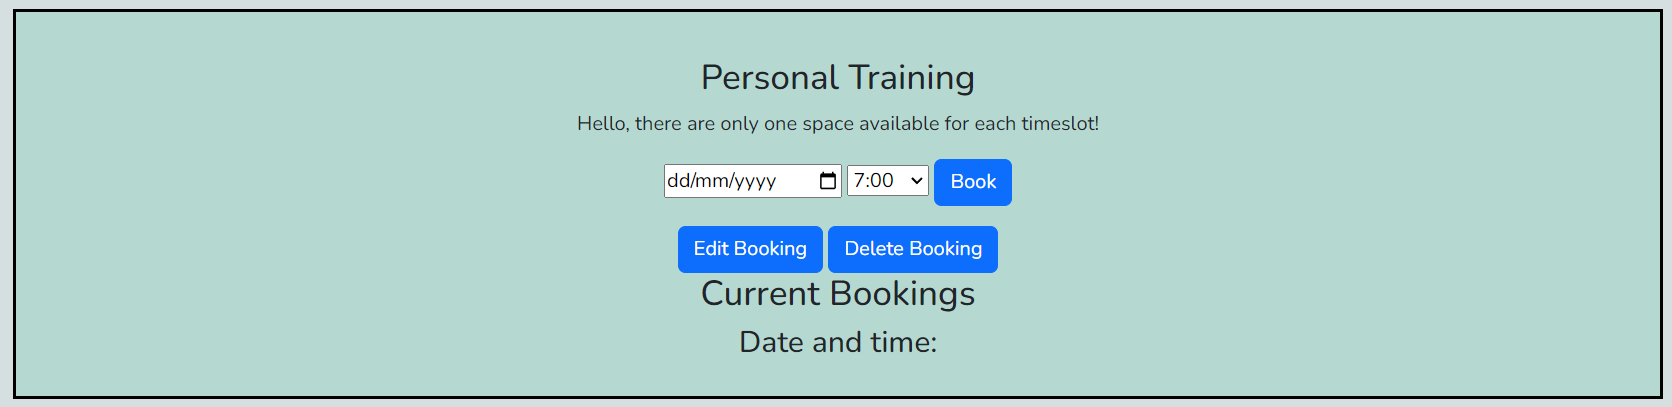 Personal Training
Hello, there are only one space available for each timeslot!
dd/mm/yyyy 7:00 Book
Edit Booking Delete Booking
Current Bookings
Date and time: